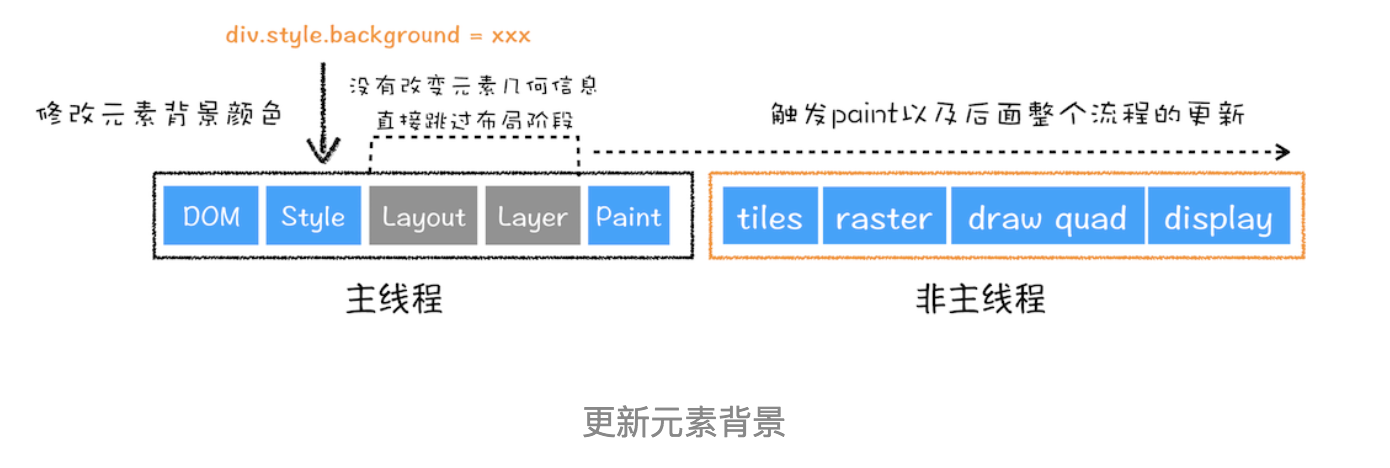 div.style.background = xxx
修改元素背景颜色
没有改变元素几何信息
直接跳过布局阶段
触发paint以及后面整个流程的更新
DOM
Style
Layout
Layer
Paint
tiles
raster
draw quad
display
主线程
非主线程
更新元素背景